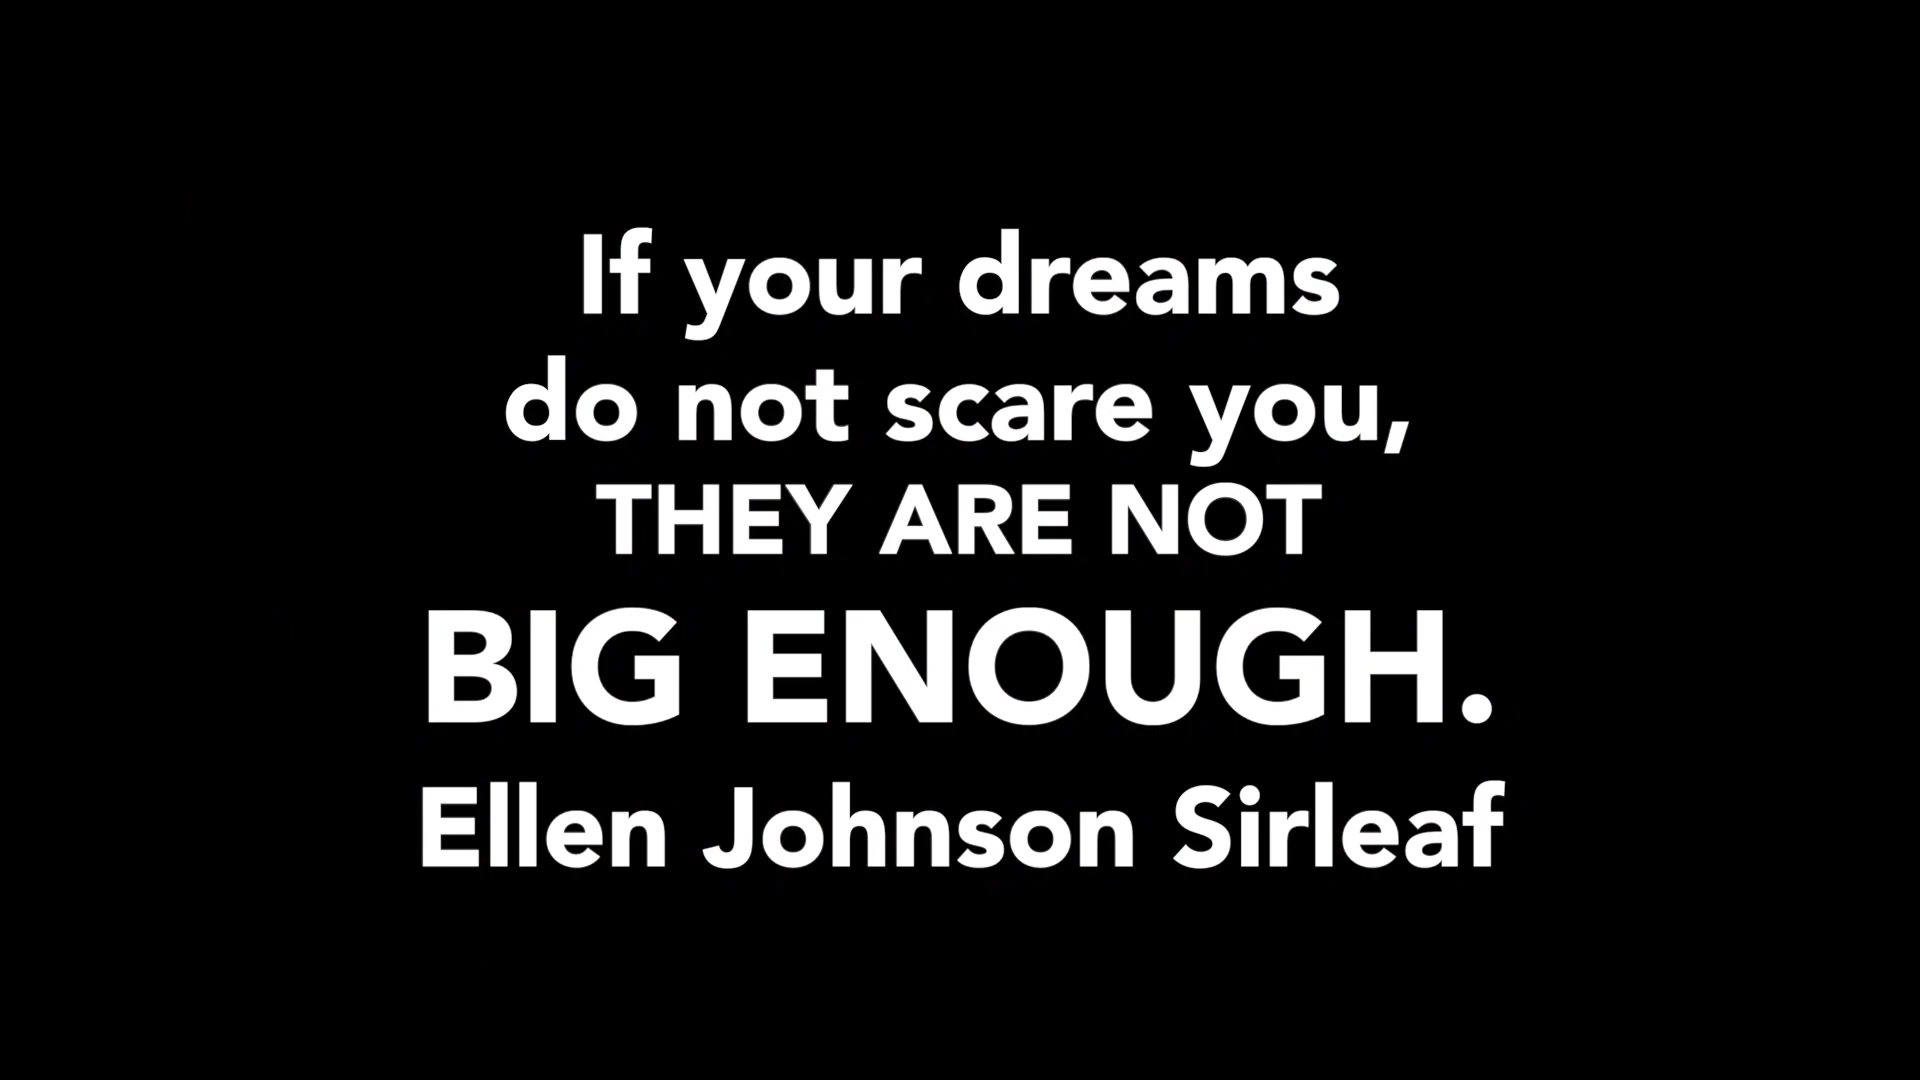 If your dreams
do not scare you,
THEY ARE NOT
BIG ENOUGH.
Ellen Johnson Sirleaf